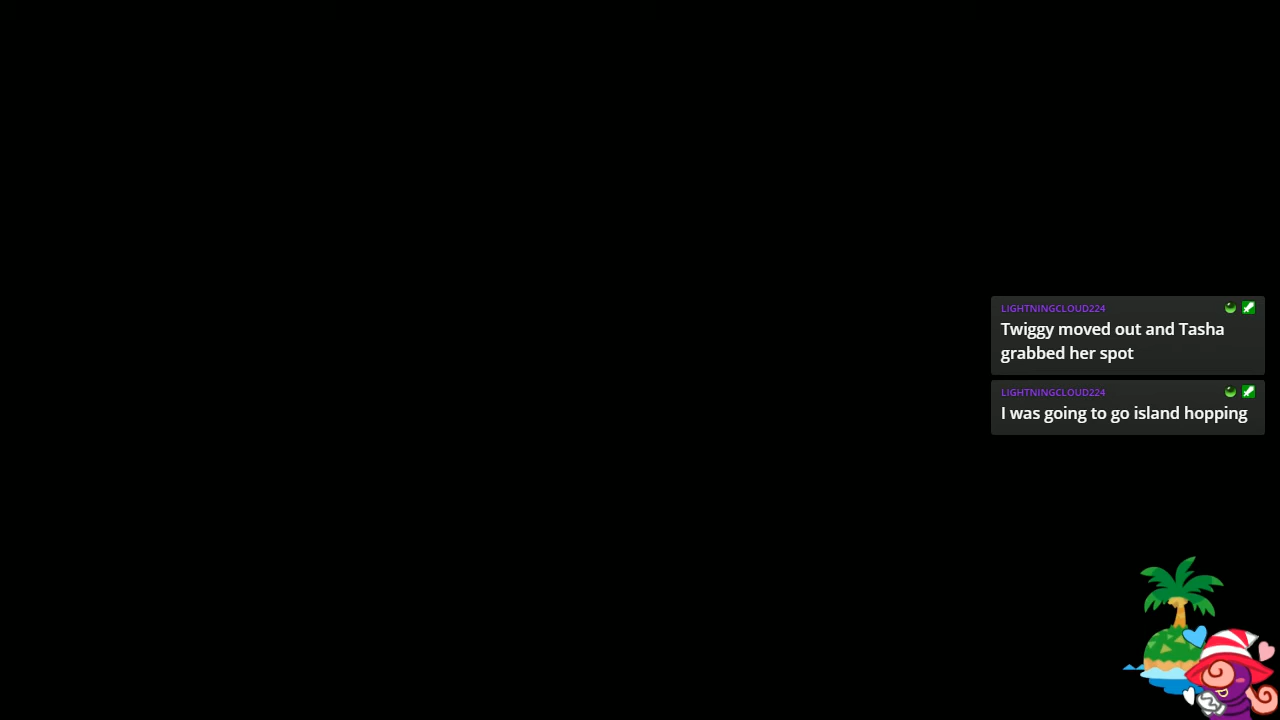 LIGHTNINGCLOUD224
Twiggy moved out and Tasha
grabbed her spot
LIGHTNINGCLOUD224
I was going to go island hopping